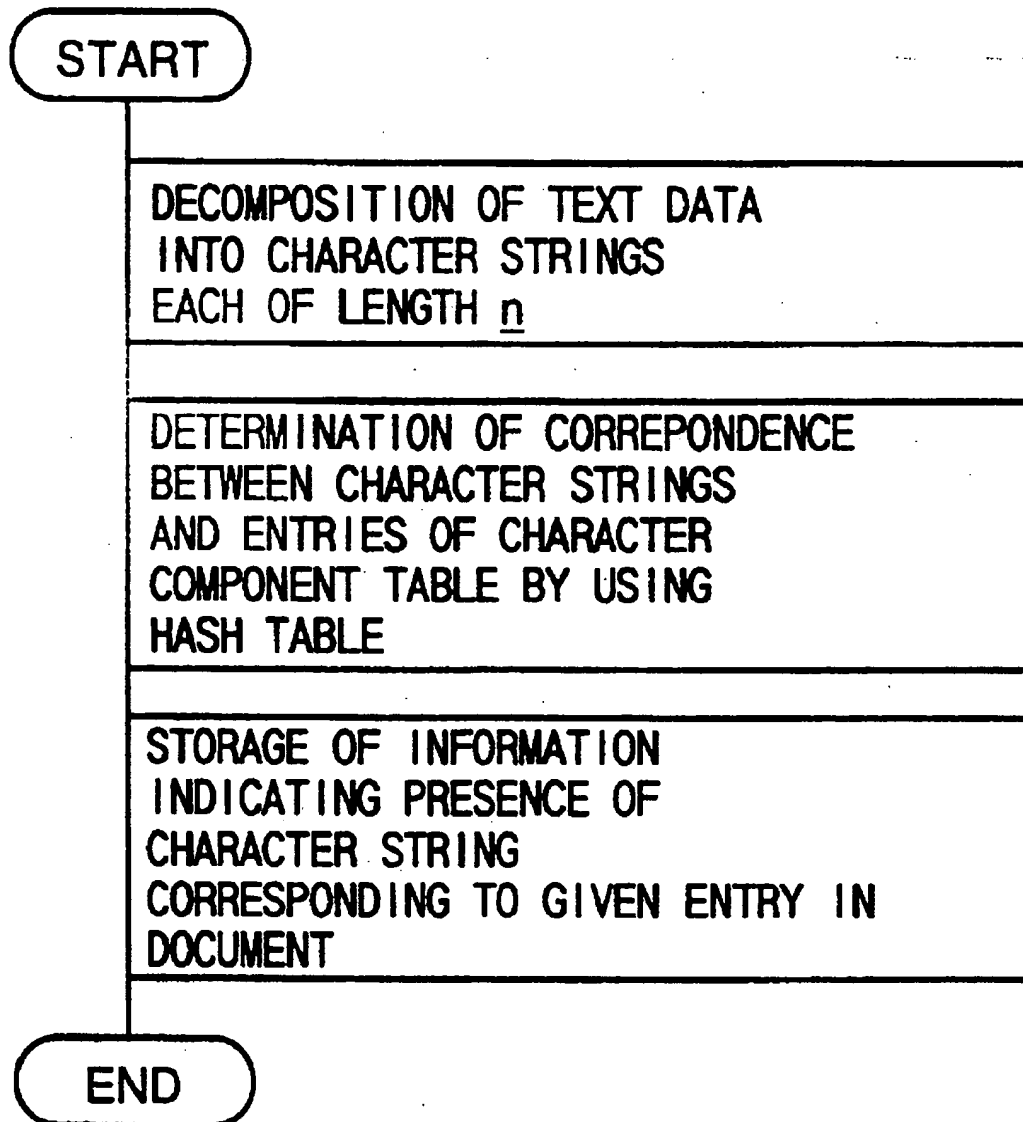 START
DECOMPOSITION OF TEXT DATA
INTO CHARACTER STRINGS
EACH OF LENGTH n
DETERMINATION OF CORREPONDENCE
BETWEEN CHARACTER STRINGS
AND ENTRIES OF CHARACTER
COMPONENT TABLE BY USING
HASH TABLE
STORAGE OF INFORMATION
INDICATING PRESENCE OF
CHARACTER STRING
CORRESPONDING TO GIVEN ENTRY IN
DOCUMENT
END